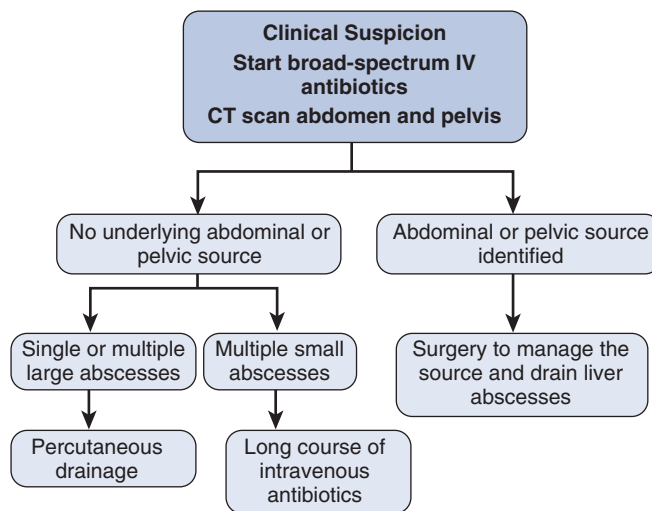 Clinical Suspicion
Start broad-spectrum IV
antibiotics
CT scan abdomen and pelvis
No underlying abdominal or
pelvic source
Abdominal or pelvic source
identified
Single or multiple
large abscesses
Multiple small
abscesses
Surgery to manage the
source and drain liver
abscesses
Percutaneous
drainage
Long course of
intravenous
antibiotics